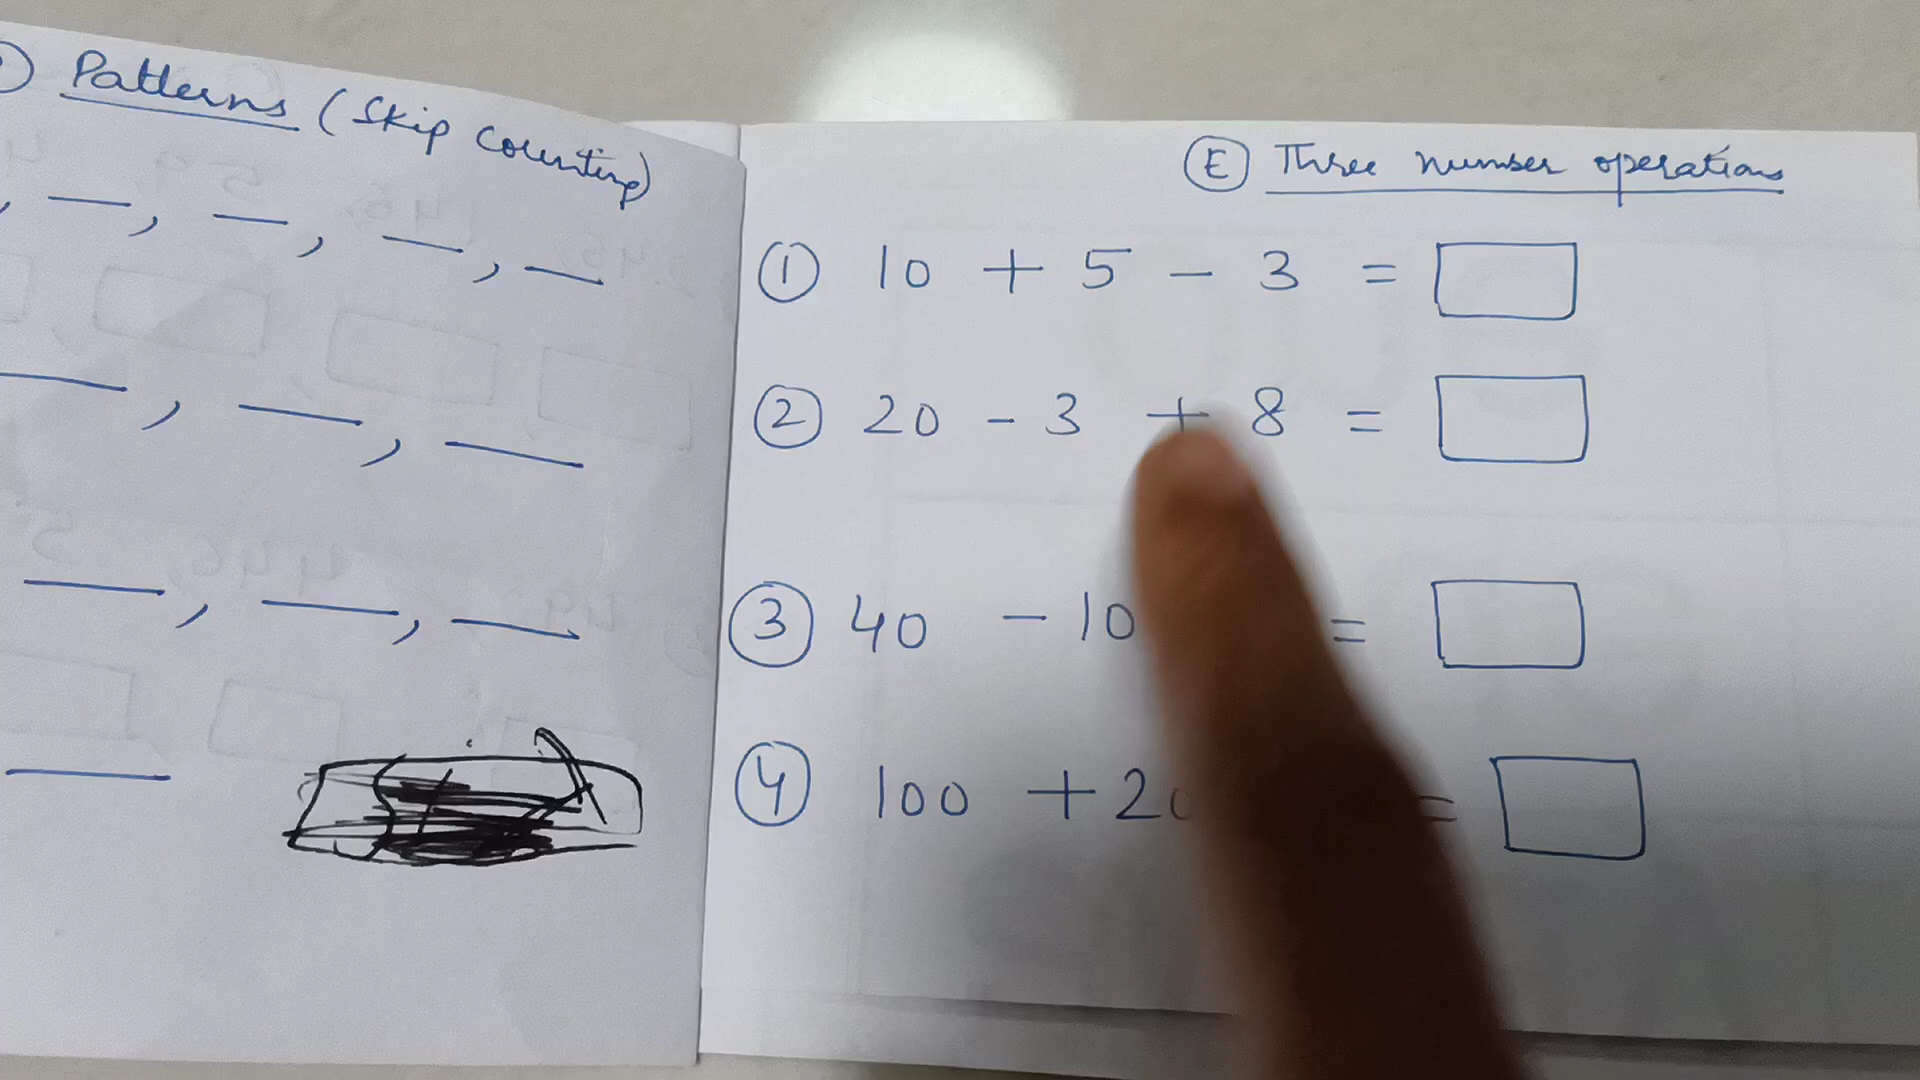 Patterns (Skip Counting)
E Three number operations
1 10 + 5 - 3 =
2 20 - 3 + 8 =
3 40 - 10 =
4 100 + 20 =